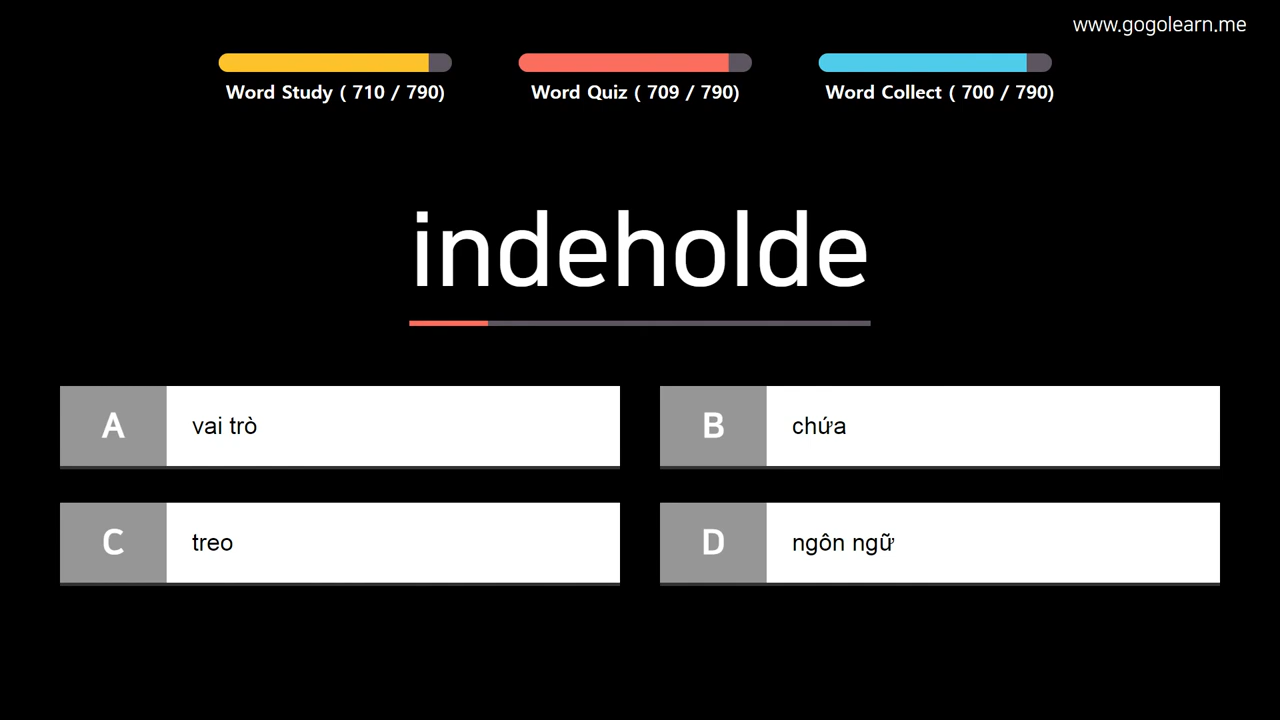 www.gogolearn.me
Word Study ( 710 / 790)
Word Quiz ( 709 / 790)
Word Collect ( 700 / 790)
indeholde
A vai trò
B chứa
C treo
D ngôn ngữ